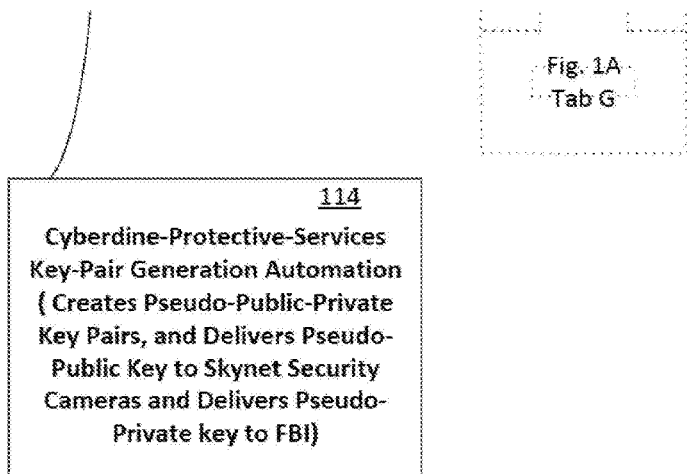 Fig. 1A
Tab G
114
Cyberdine-Protective-Services
Key-Pair Generation Automation
( Creates Pseudo-Public-Private
Key Pairs, and Delivers Pseudo-
Public Key to Skynet Security
Cameras and Delivers Pseudo-
Private key to FBI)